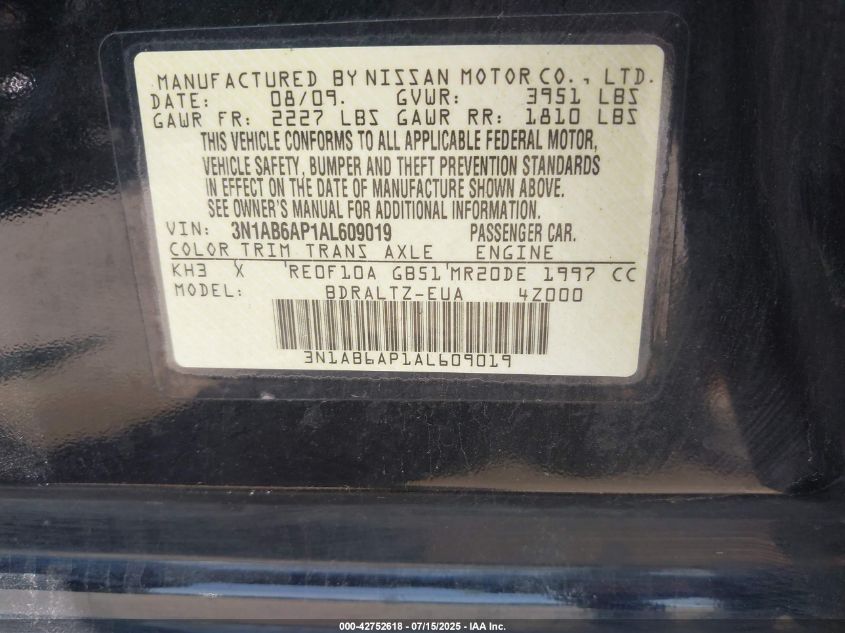 MANUFACTURED BY NISSAN MOTOR CO., LTD.
DATE: 08/09. GVWR: 3951 LBS
GAWR FR: 2227 LBS GAWR RR: 1810 LBS
THIS VEHICLE CONFORMS TO ALL APPLICABLE FEDERAL MOTOR,
VEHICLE SAFETY, BUMPER AND THEFT PREVENTION STANDARDS
IN EFFECT ON THE DATE OF MANUFACTURE SHOWN ABOVE.
SEE OWNER'S MANUAL FOR ADDITIONAL INFORMATION.
VIN: 3N1AB6AP1AL609019 PASSENGER CAR.
COLOR TRIM TRANS AXLE ENGINE
KH3 X RE0F10A GB51 MR20DE 1997 CC
MODEL: BDRALTZ-EUA 4Z000
3N1AB6AP1AL609019
000-42752618 - 07/15/2025 - IAA Inc.